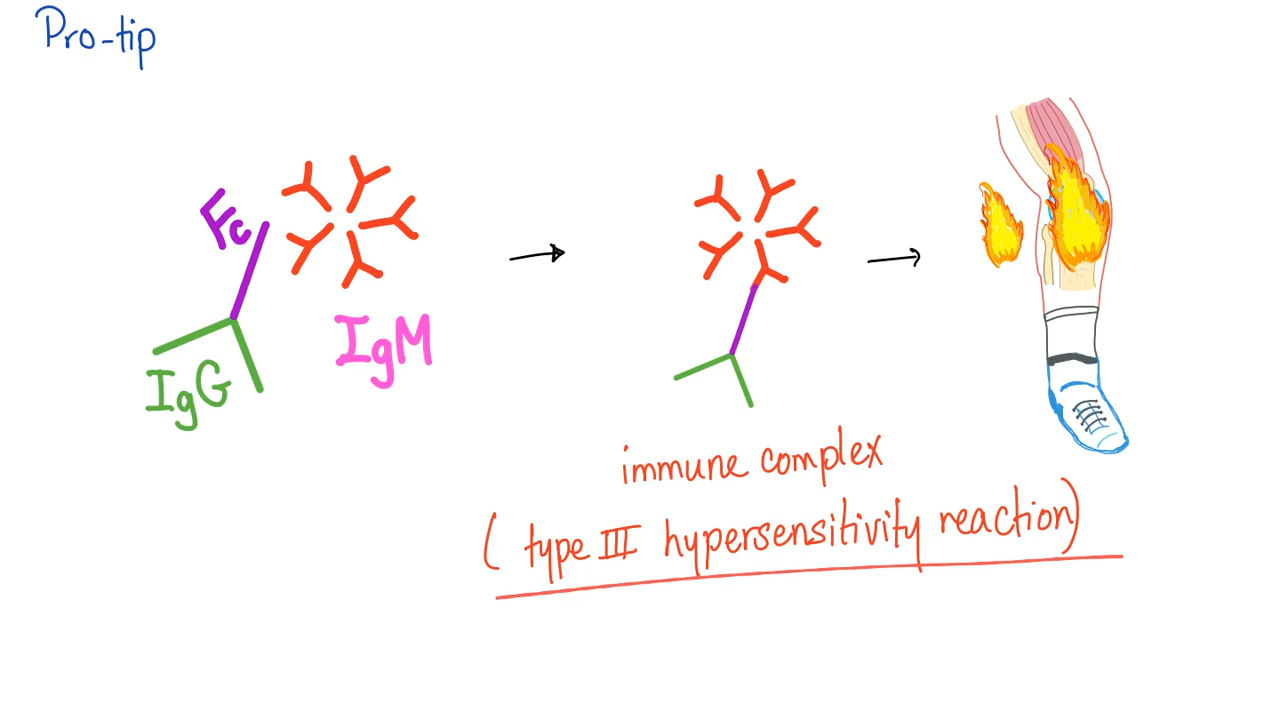 Pro-tip
Fc
IgG
IgM
immune complex
( type III hypersensitivity reaction)